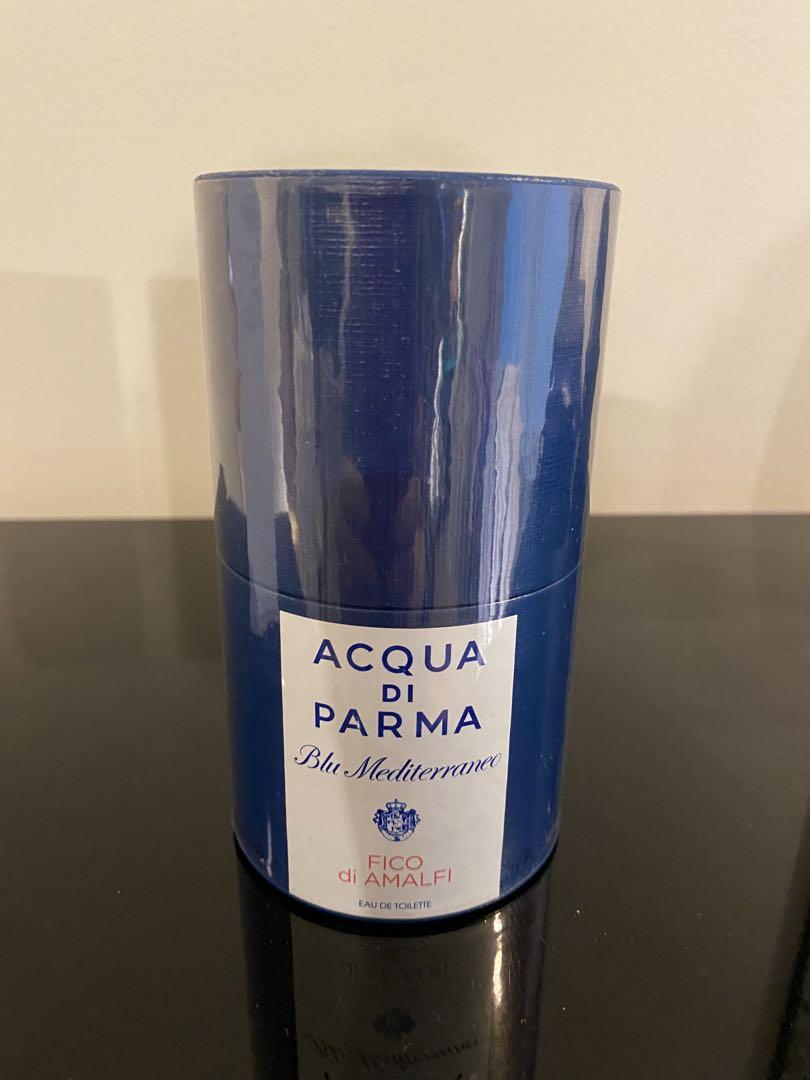 ACQUA
DI
PARMA
Blu Mediterraneo
FICO
di AMALFI
EAU DE TOILETTE